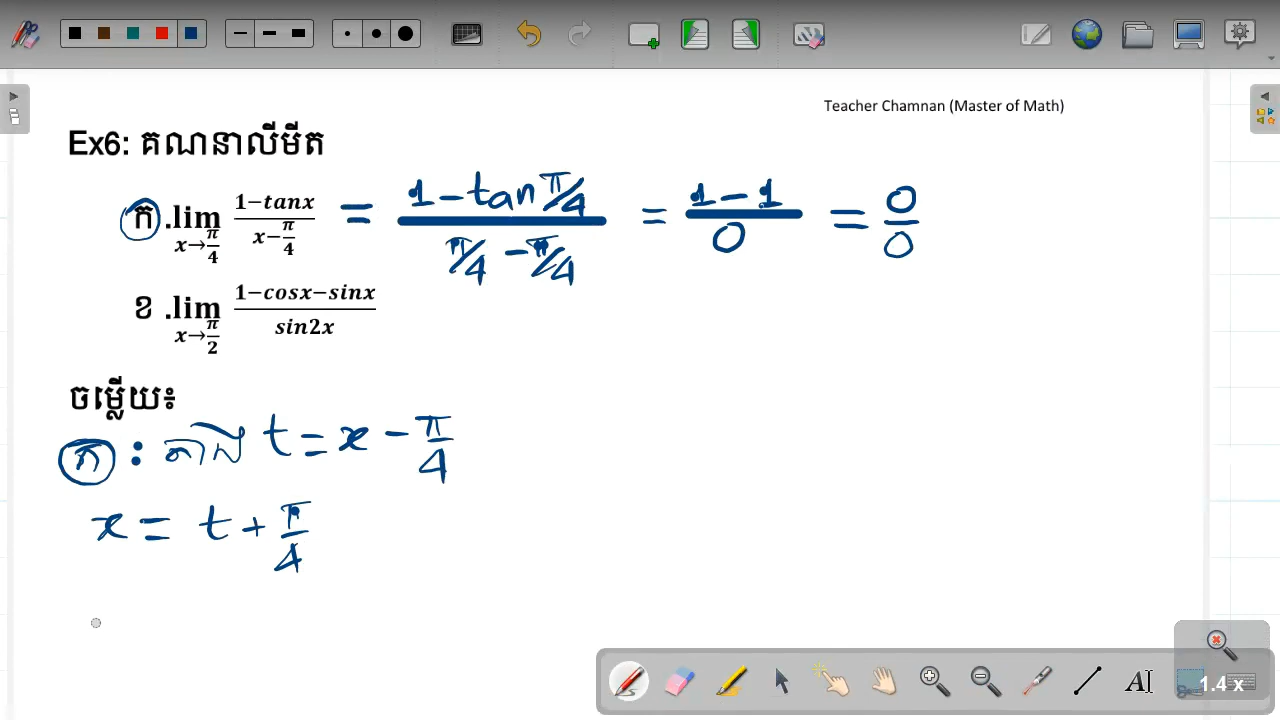 Teacher Chamnan (Master of Math)
Ex6: គណនាលីមីត
ក .lim x→π/4 (1−tanx)/(x−π/4) = (1−tan π/4)/(π/4 − π/4) = (1−1)/0 = 0/0
ខ .lim x→π/2 (1−cosx−sinx)/(sin2x)
ចម្លើយ៖
ក : តាង t = x − π/4
x = t + π/4
1.4 x